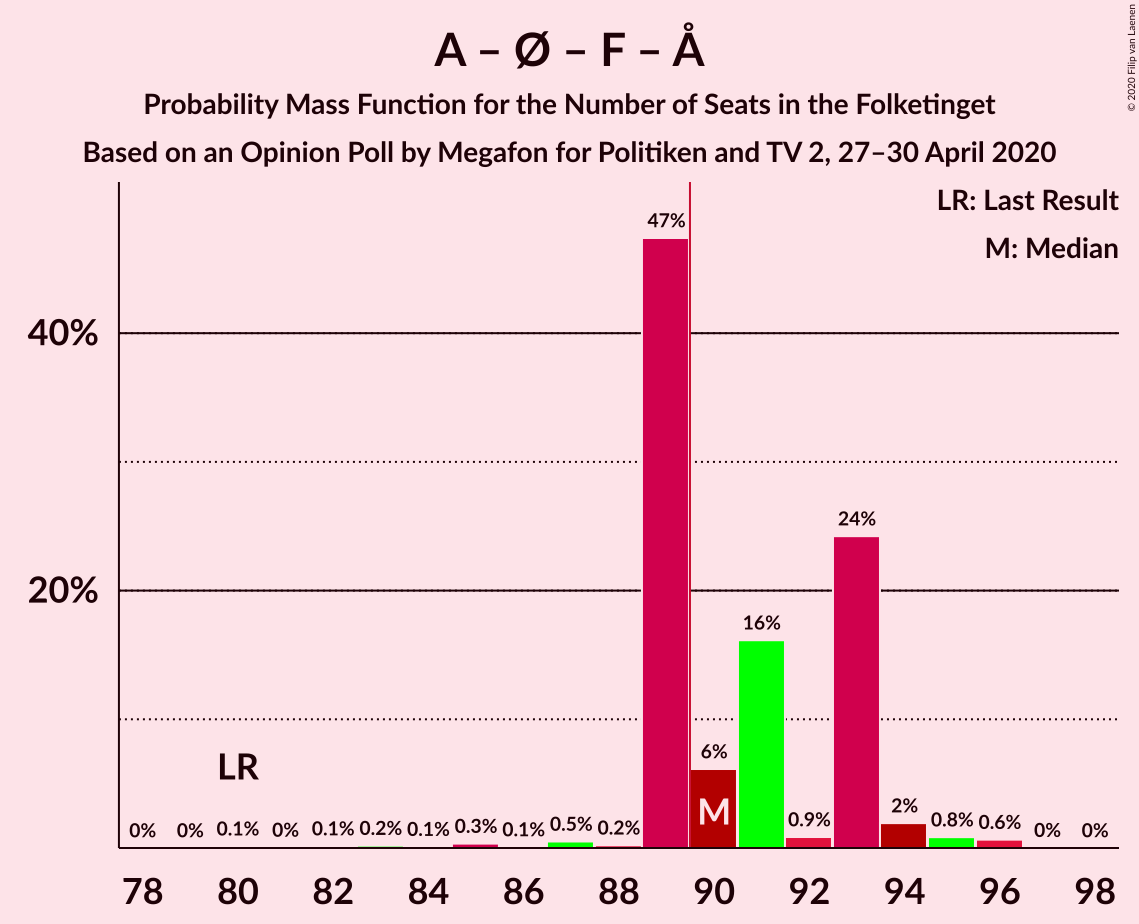 A – Ø – F – Å
Probability Mass Function for the Number of Seats in the Folketinget
Based on an Opinion Poll by Megafon for Politiken and TV 2, 27–30 April 2020
© 2020 Filip van Laenen
LR: Last Result
M: Median
40%
20%
47%
24%
16%
6%
2%
LR
M
0% 0% 0.1% 0% 0.1% 0.2% 0.1% 0.3% 0.1% 0.5% 0.2% 0.9% 0.8% 0.6% 0% 0%
78 80 82 84 86 88 90 92 94 96 98